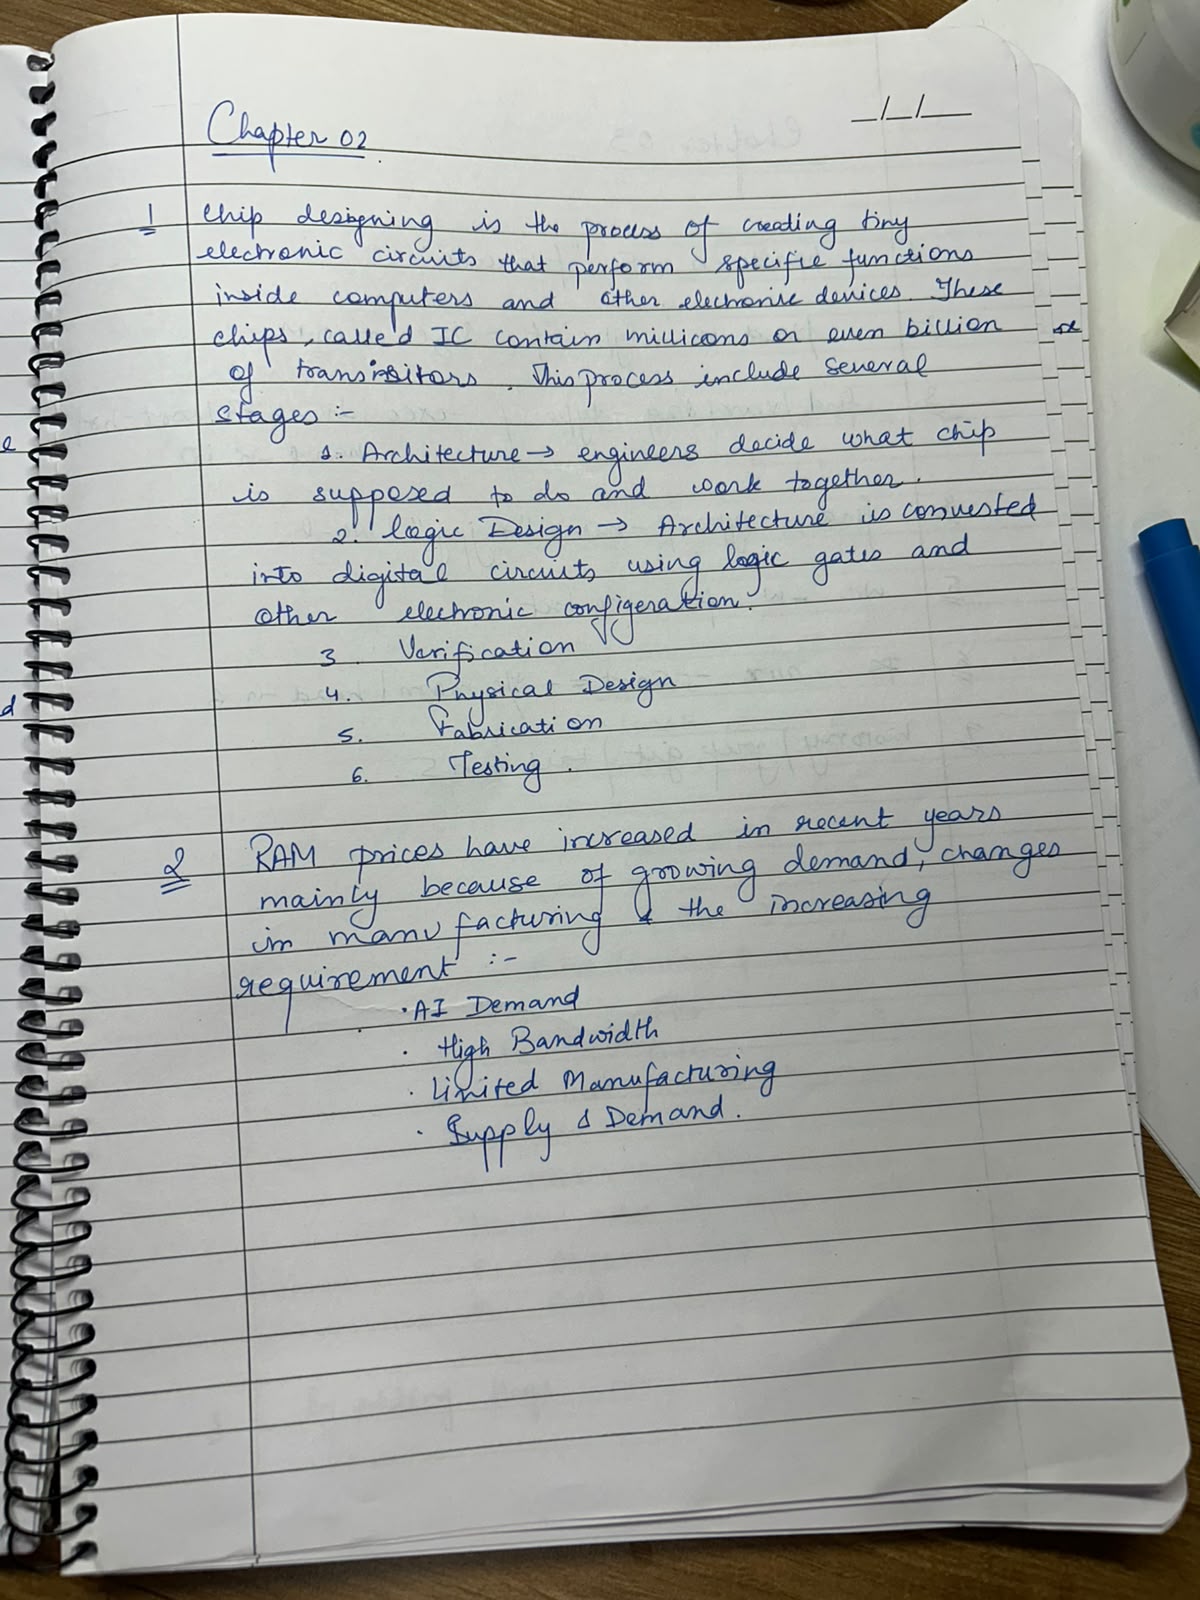 _/_/__
Chapter 02
1 Chip designing is the process of creating tiny
electronic circuits that perform specific functions
inside computers and other electronic devices. These
chips, called IC contain millions or even billion
of transistors. This process include several
stages :-
1. Architecture → engineers decide what chip
is supposed to do and work together.
2. Logic Design → Architecture is converted
into digital circuits using logic gates and
other electronic configeration.
3. Varification
4. Physical Design
5. Fabrication
6. Testing.
2 RAM prices have increased in recent years
mainly because of growing demand, changes
in manufacturing & the increasing
requirement :-
· AI Demand
· High Bandwidth
· Limited Manufacturing
· Supply & Demand.